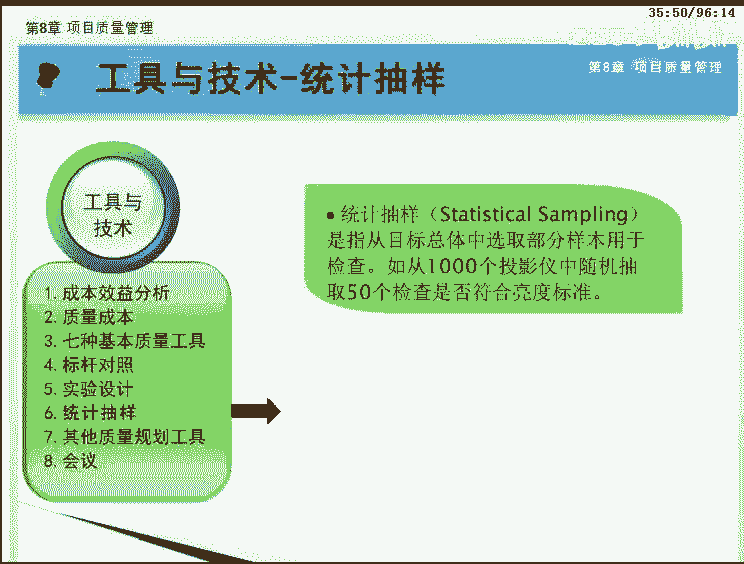 35:50/96:14
第8章 项目质量管理
工具与技术-统计抽样
第8章 项目质量管理
工具与
技术
1. 成本效益分析
2. 质量成本
3. 七种基本质量工具
4. 标杆对照
5. 实验设计
6. 统计抽样
7. 其他质量规划工具
8. 会议
• 统计抽样（Statistical Sampling）
是指从目标总体中选取部分样本用于
检查。如从1000个投影仪中随机抽
取50个检查是否符合亮度标准。